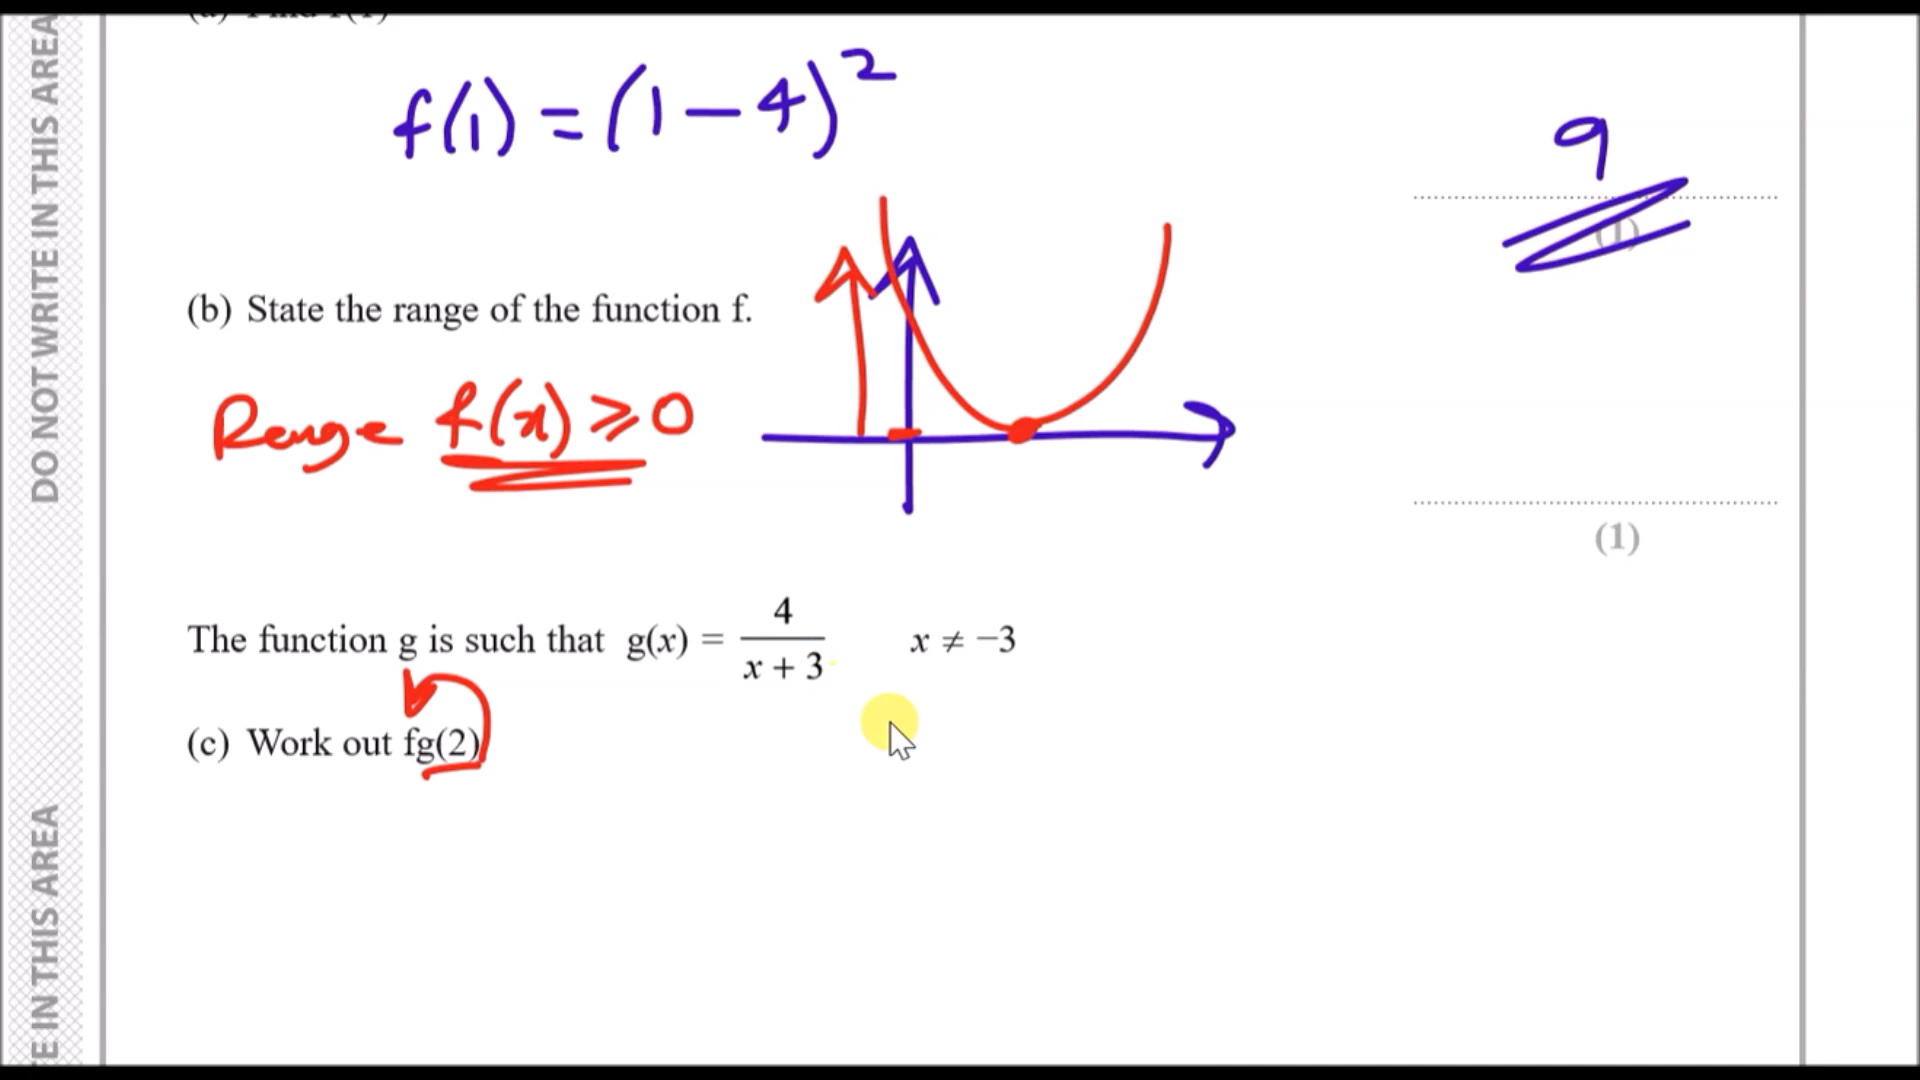 f(1) = (1 - 4)²
9
(1)
(b) State the range of the function f.
Range f(x) ⩾ 0
(1)
The function g is such that g(x) = 4 / (x + 3) x ≠ −3
(c) Work out fg(2)
DO NOT WRITE IN THIS AREA
E IN THIS AREA